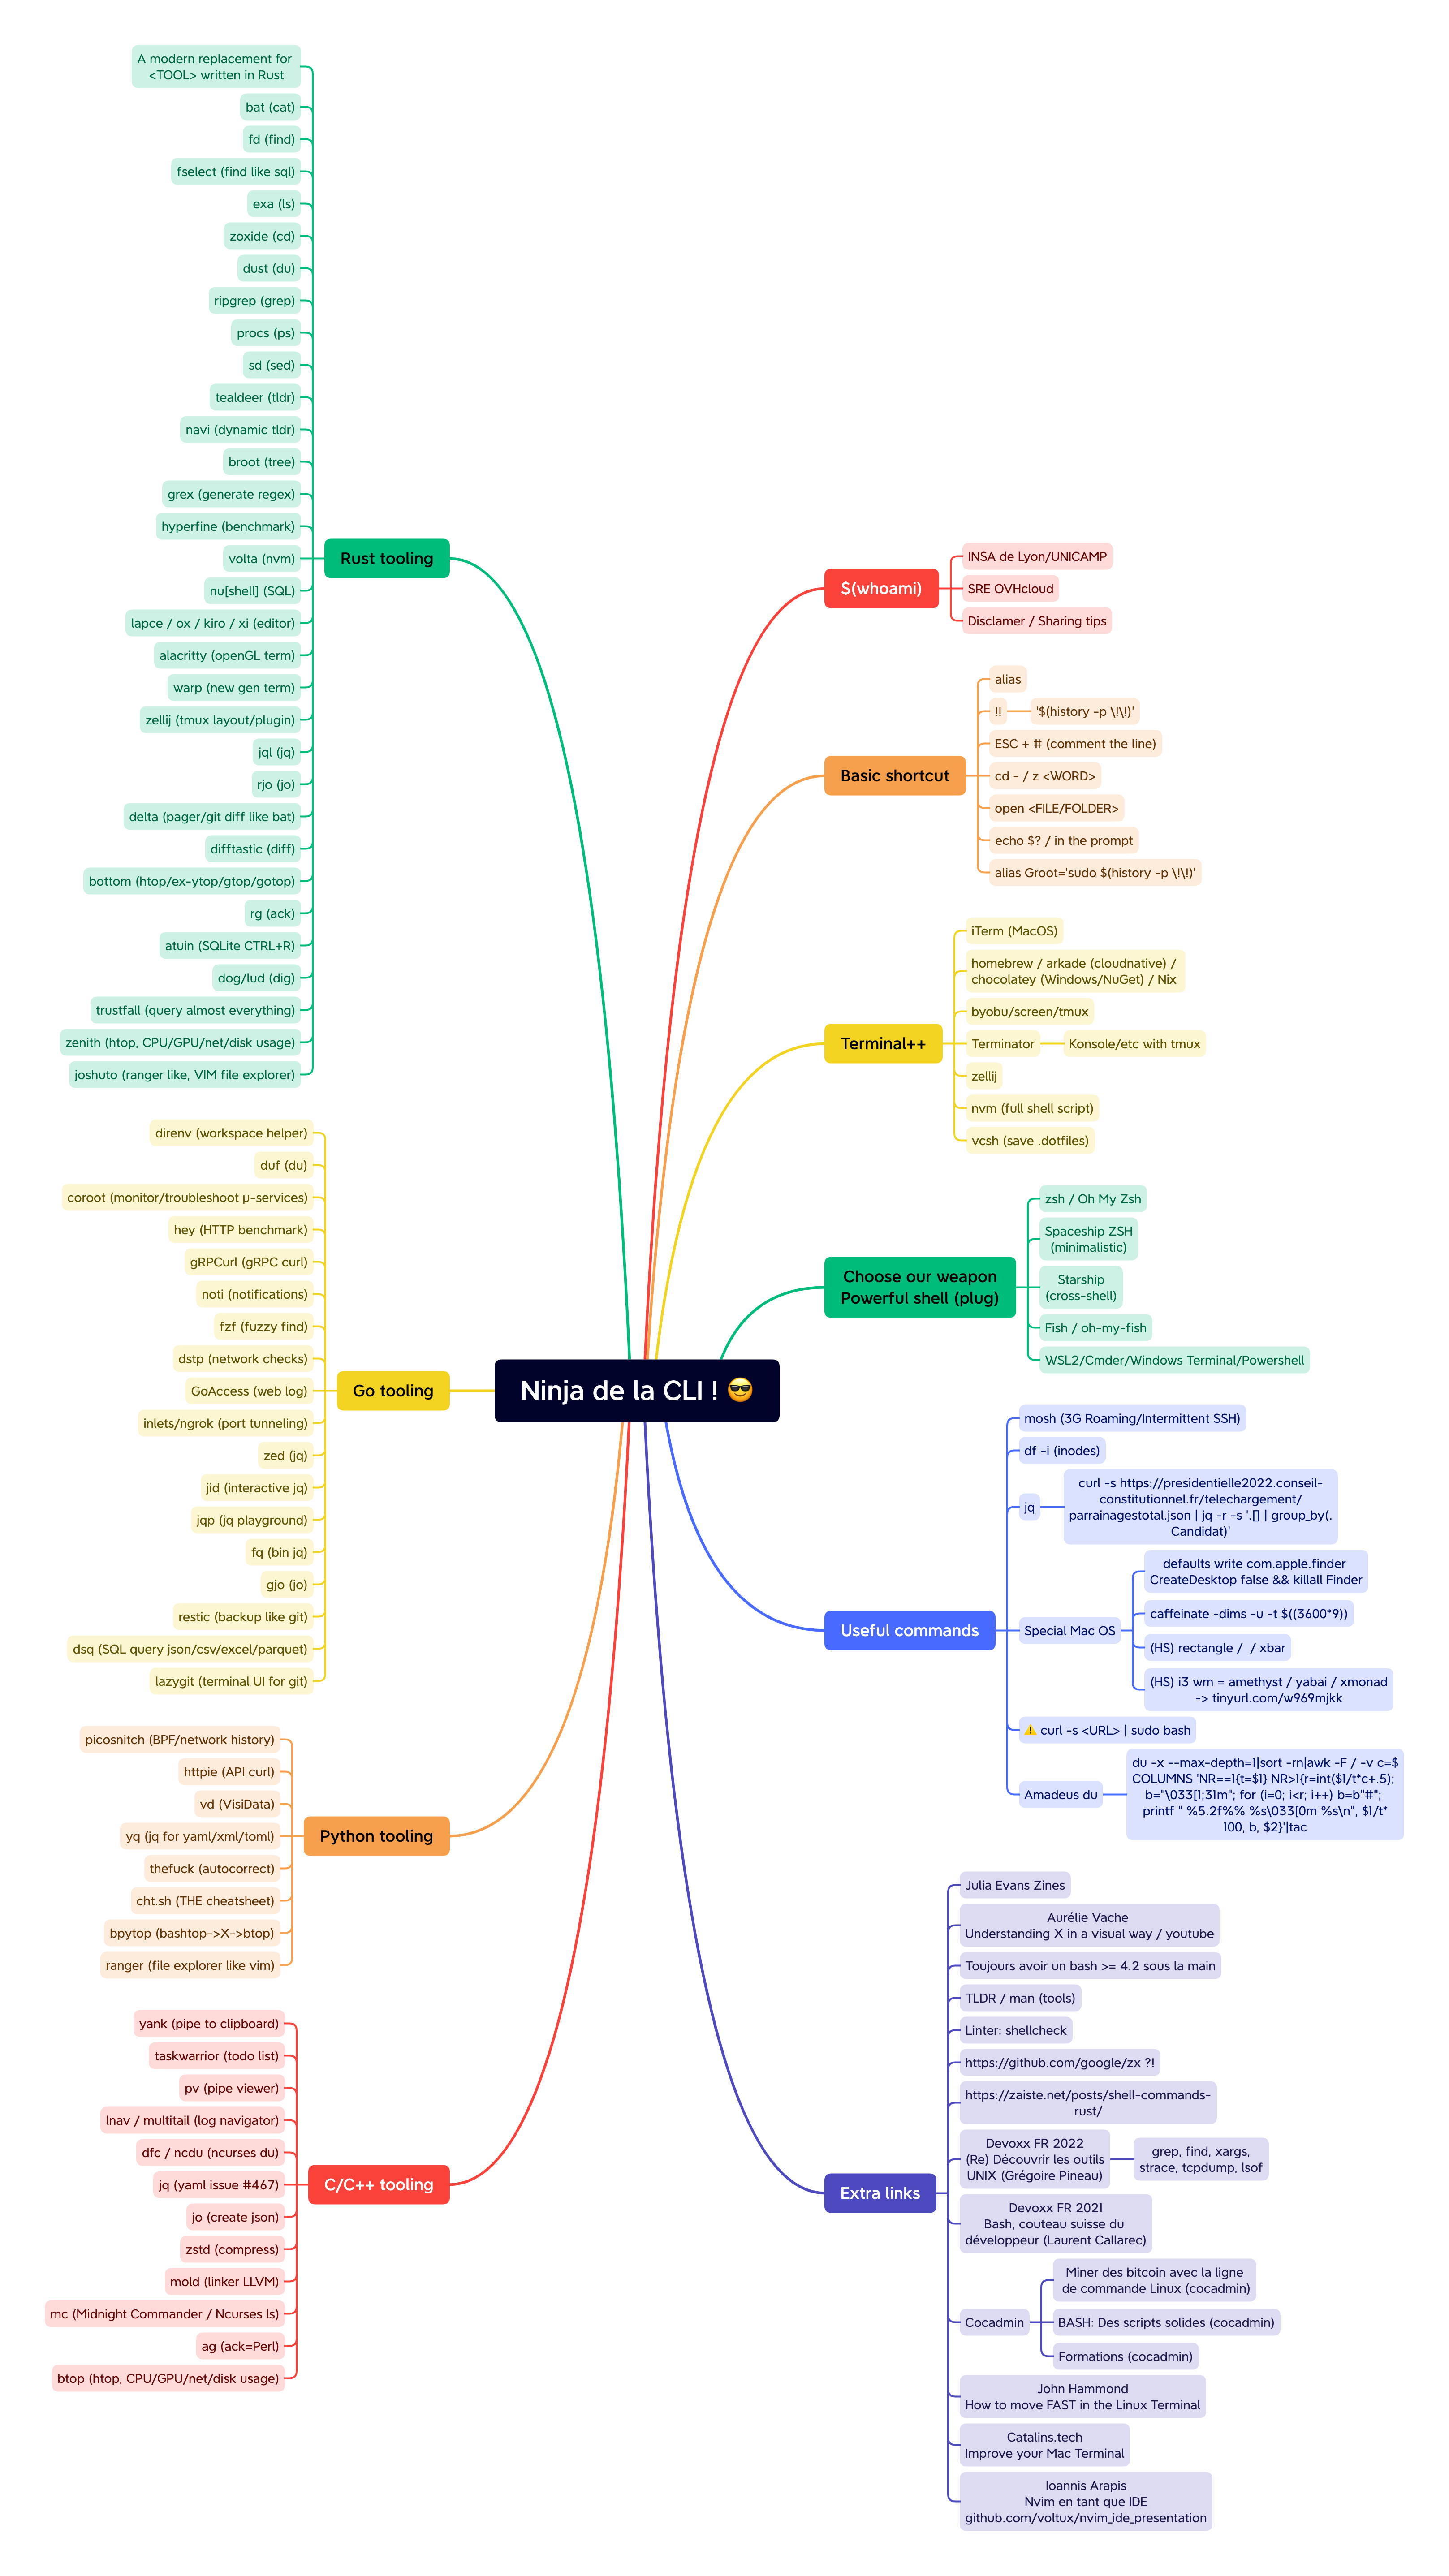 Ninja de la CLI ! 😎
$(whoami)
INSA de Lyon/UNICAMP
SRE OVHcloud
Disclamer / Sharing tips
Basic shortcut
alias
!!
'$(history -p \!\!)'
ESC + # (comment the line)
cd - / z <WORD>
open <FILE/FOLDER>
echo $? / in the prompt
alias Groot='sudo $(history -p \!\!)'
Terminal++
iTerm (MacOS)
homebrew / arkade (cloudnative) /
chocolatey (Windows/NuGet) / Nix
byobu/screen/tmux
Terminator
Konsole/etc with tmux
zellij
nvm (full shell script)
vcsh (save .dotfiles)
Choose our weapon
Powerful shell (plug)
zsh / Oh My Zsh
Spaceship ZSH
(minimalistic)
Starship
(cross-shell)
Fish / oh-my-fish
WSL2/Cmder/Windows Terminal/Powershell
Useful commands
mosh (3G Roaming/Intermittent SSH)
df -i (inodes)
jq
curl -s https://presidentielle2022.conseil-
constitutionnel.fr/telechargement/
parrainagestotal.json | jq -r -s '.[] | group_by(.
Candidat)'
Special Mac OS
defaults write com.apple.finder
CreateDesktop false && killall Finder
caffeinate -dims -u -t $((3600*9))
(HS) rectangle / / xbar
(HS) i3 wm = amethyst / yabai / xmonad
-> tinyurl.com/w969mjkk
⚠️ curl -s <URL> | sudo bash
Amadeus du
du -x --max-depth=1|sort -rn|awk -F / -v c=$
COLUMNS 'NR==1{t=$1} NR>1{r=int($1/t*c+.5);
b="\033[1;31m"; for (i=0; i<r; i++) b=b"#";
printf " %5.2f%% %s\033[0m %s\n", $1/t*
100, b, $2}'|tac
Extra links
Julia Evans Zines
Aurélie Vache
Understanding X in a visual way / youtube
Toujours avoir un bash >= 4.2 sous la main
TLDR / man (tools)
Linter: shellcheck
https://github.com/google/zx ?!
https://zaiste.net/posts/shell-commands-
rust/
Devoxx FR 2022
(Re) Découvrir les outils
UNIX (Grégoire Pineau)
grep, find, xargs,
strace, tcpdump, lsof
Devoxx FR 2021
Bash, couteau suisse du
développeur (Laurent Callarec)
Cocadmin
Miner des bitcoin avec la ligne
de commande Linux (cocadmin)
BASH: Des scripts solides (cocadmin)
Formations (cocadmin)
John Hammond
How to move FAST in the Linux Terminal
Catalins.tech
Improve your Mac Terminal
Ioannis Arapis
Nvim en tant que IDE
github.com/voltux/nvim_ide_presentation
Rust tooling
A modern replacement for
<TOOL> written in Rust
bat (cat)
fd (find)
fselect (find like sql)
exa (ls)
zoxide (cd)
dust (du)
ripgrep (grep)
procs (ps)
sd (sed)
tealdeer (tldr)
navi (dynamic tldr)
broot (tree)
grex (generate regex)
hyperfine (benchmark)
volta (nvm)
nu[shell] (SQL)
lapce / ox / kiro / xi (editor)
alacritty (openGL term)
warp (new gen term)
zellij (tmux layout/plugin)
jql (jq)
rjo (jo)
delta (pager/git diff like bat)
difftastic (diff)
bottom (htop/ex-ytop/gtop/gotop)
rg (ack)
atuin (SQLite CTRL+R)
dog/lud (dig)
trustfall (query almost everything)
zenith (htop, CPU/GPU/net/disk usage)
joshuto (ranger like, VIM file explorer)
Go tooling
direnv (workspace helper)
duf (du)
coroot (monitor/troubleshoot µ-services)
hey (HTTP benchmark)
gRPCurl (gRPC curl)
noti (notifications)
fzf (fuzzy find)
dstp (network checks)
GoAccess (web log)
inlets/ngrok (port tunneling)
zed (jq)
jid (interactive jq)
jqp (jq playground)
fq (bin jq)
gjo (jo)
restic (backup like git)
dsq (SQL query json/csv/excel/parquet)
lazygit (terminal UI for git)
Python tooling
picosnitch (BPF/network history)
httpie (API curl)
vd (VisiData)
yq (jq for yaml/xml/toml)
thefuck (autocorrect)
cht.sh (THE cheatsheet)
bpytop (bashtop->X->btop)
ranger (file explorer like vim)
C/C++ tooling
yank (pipe to clipboard)
taskwarrior (todo list)
pv (pipe viewer)
lnav / multitail (log navigator)
dfc / ncdu (ncurses du)
jq (yaml issue #467)
jo (create json)
zstd (compress)
mold (linker LLVM)
mc (Midnight Commander / Ncurses ls)
ag (ack=Perl)
btop (htop, CPU/GPU/net/disk usage)